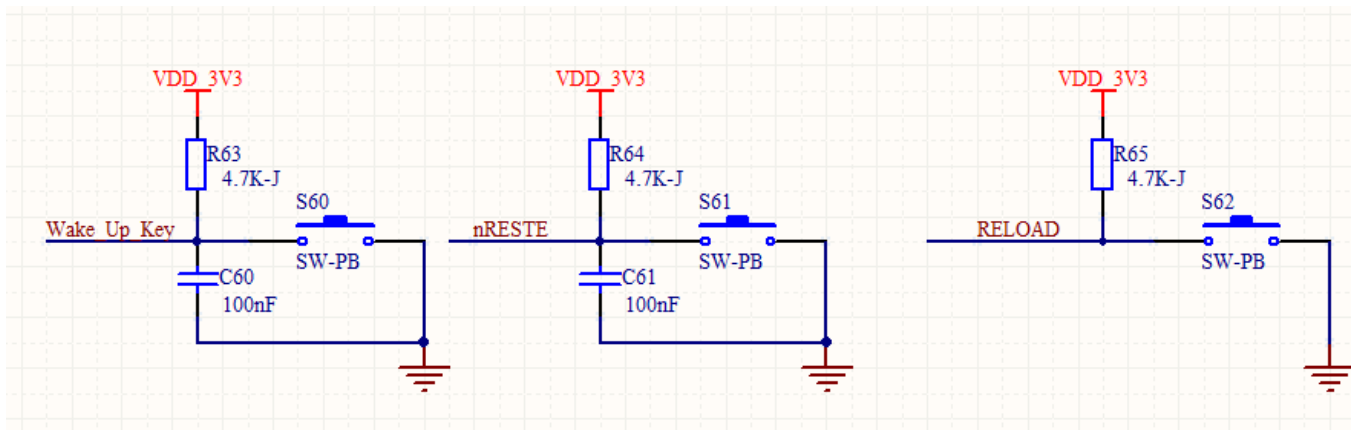 VDD_3V3
R63
4.7K-J
S60
Wake_Up_Key
SW-PB
C60
100nF
VDD_3V3
R64
4.7K-J
S61
nRESTE
SW-PB
C61
100nF
VDD_3V3
R65
4.7K-J
S62
RELOAD
SW-PB